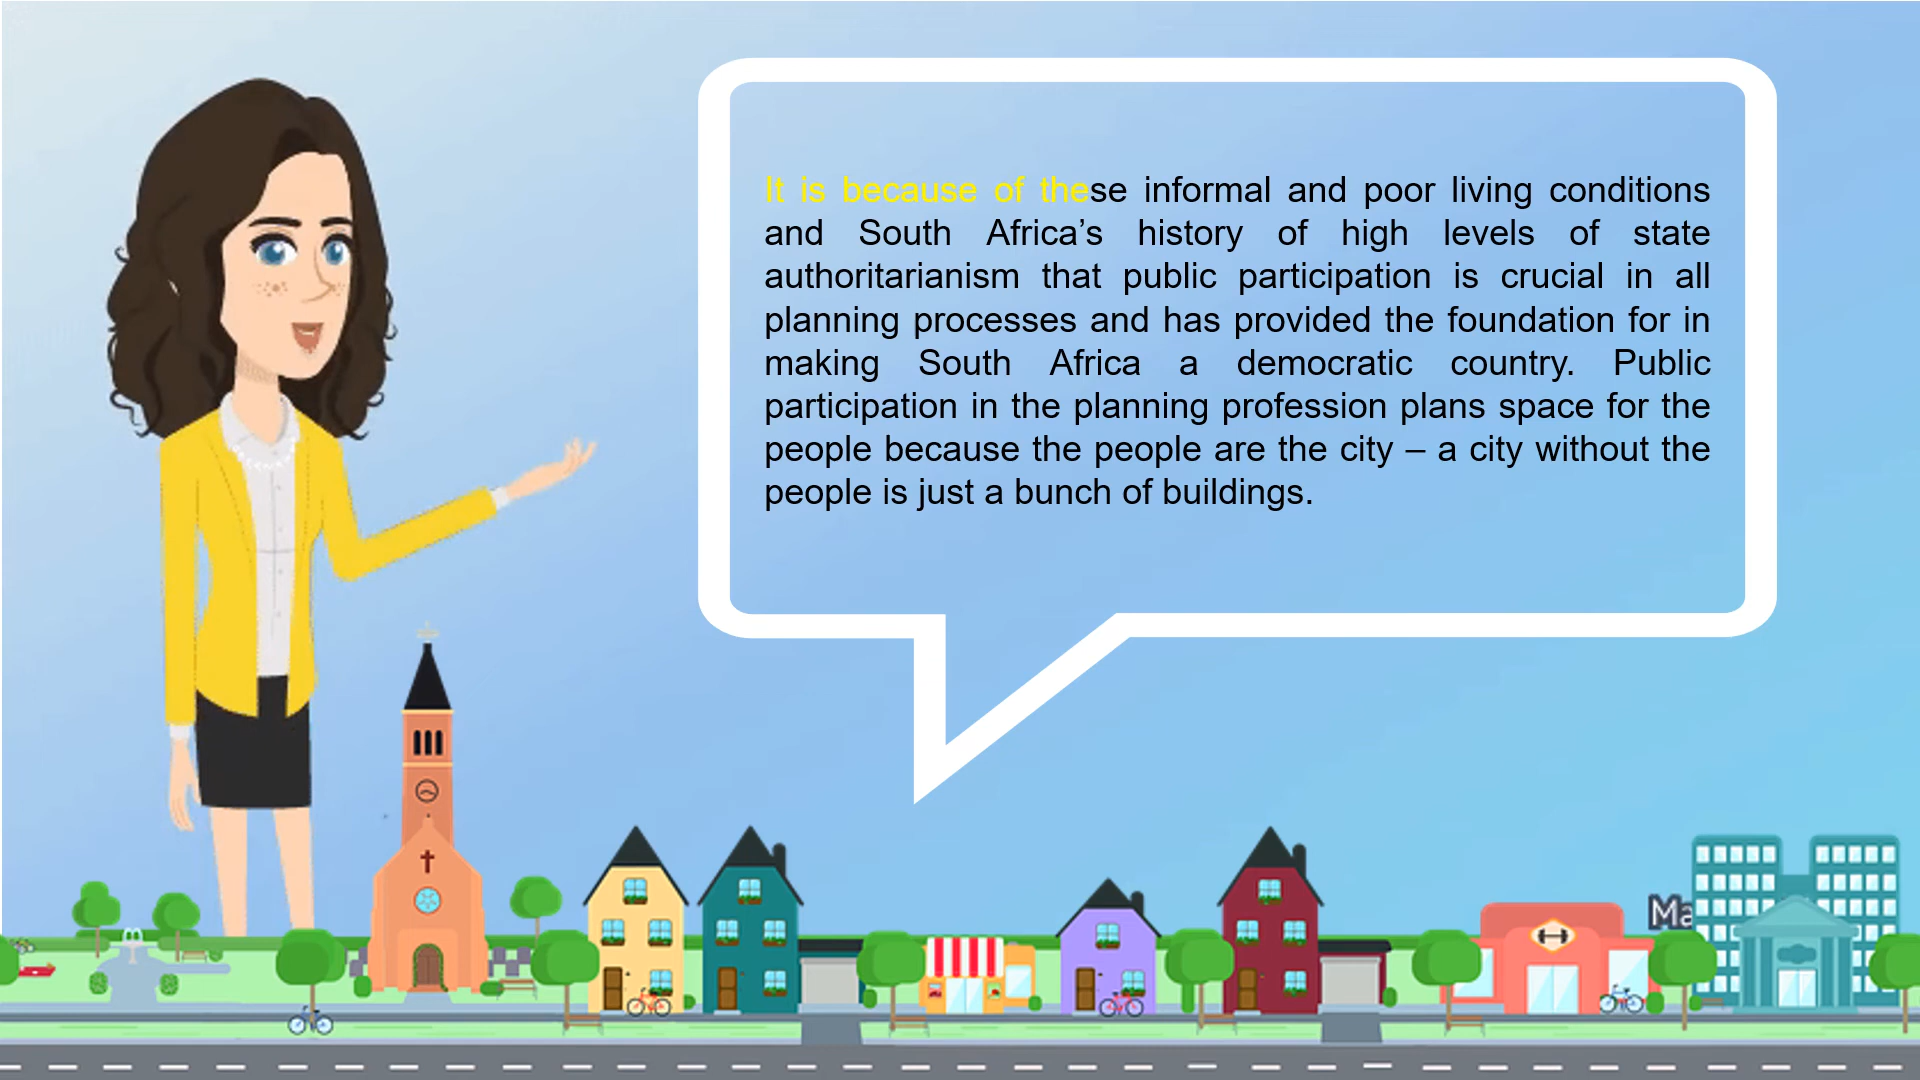 It is because of these informal and poor living conditions
and South Africa’s history of high levels of state
authoritarianism that public participation is crucial in all
planning processes and has provided the foundation for in
making South Africa a democratic country. Public
participation in the planning profession plans space for the
people because the people are the city – a city without the
people is just a bunch of buildings.
Ma